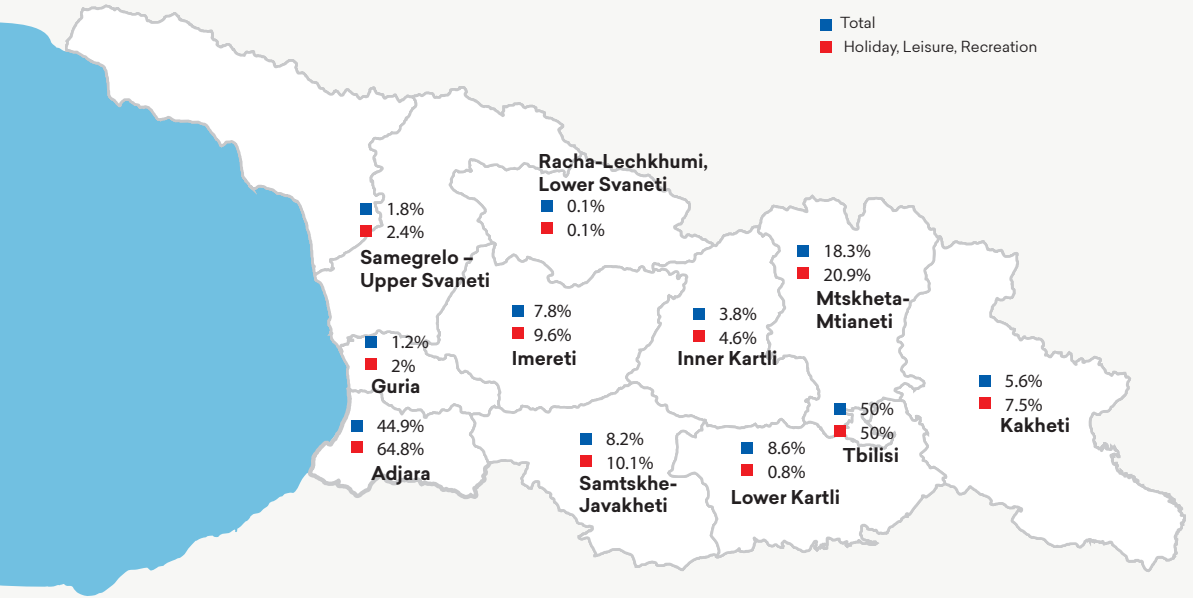 Total
Holiday, Leisure, Recreation
Racha-Lechkhumi,
Lower Svaneti
0.1%
0.1%
1.8%
2.4%
Samegrelo –
Upper Svaneti
18.3%
20.9%
Mtskheta-
Mtianeti
7.8%
9.6%
Imereti
3.8%
4.6%
Inner Kartli
1.2%
2%
Guria
5.6%
7.5%
Kakheti
50%
50%
Tbilisi
44.9%
64.8%
Adjara
8.2%
10.1%
Samtskhe-
Javakheti
8.6%
0.8%
Lower Kartli